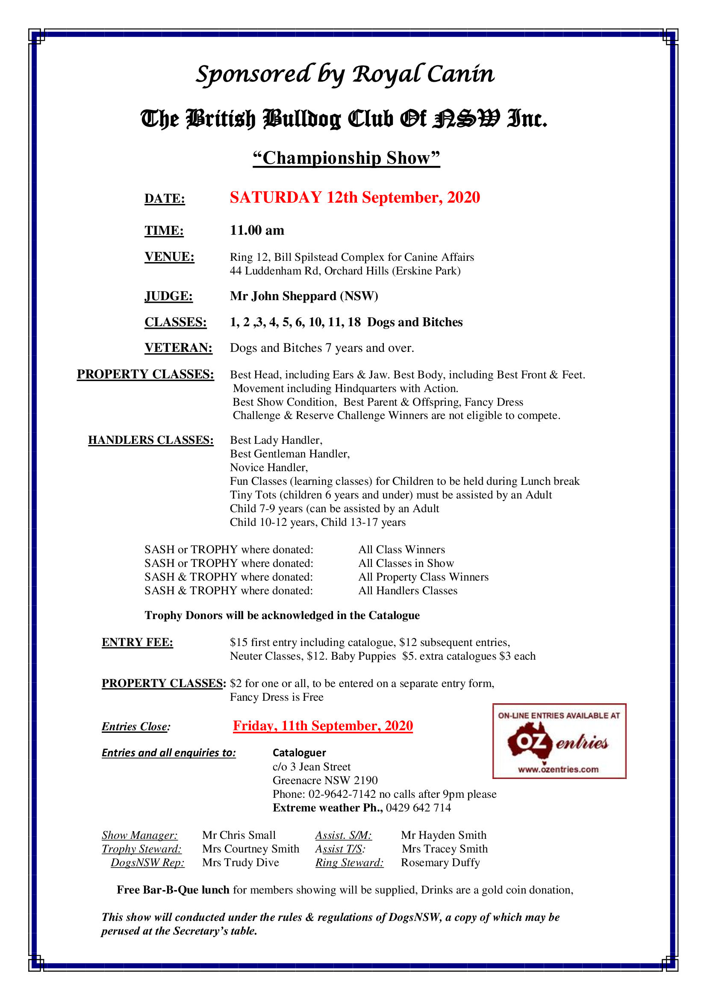 Sponsored by Royal Canin
The British Bulldog Club Of NSW Inc.
“Championship Show”
DATE: SATURDAY 12th September, 2020
TIME: 11.00 am
VENUE: Ring 12, Bill Spilstead Complex for Canine Affairs
44 Luddenham Rd, Orchard Hills (Erskine Park)
JUDGE: Mr John Sheppard (NSW)
CLASSES: 1, 2 ,3, 4, 5, 6, 10, 11, 18 Dogs and Bitches
VETERAN: Dogs and Bitches 7 years and over.
PROPERTY CLASSES: Best Head, including Ears & Jaw. Best Body, including Best Front & Feet.
Movement including Hindquarters with Action.
Best Show Condition, Best Parent & Offspring, Fancy Dress
Challenge & Reserve Challenge Winners are not eligible to compete.
HANDLERS CLASSES: Best Lady Handler,
Best Gentleman Handler,
Novice Handler,
Fun Classes (learning classes) for Children to be held during Lunch break
Tiny Tots (children 6 years and under) must be assisted by an Adult
Child 7-9 years (can be assisted by an Adult
Child 10-12 years, Child 13-17 years
SASH or TROPHY where donated: All Class Winners
SASH or TROPHY where donated: All Classes in Show
SASH & TROPHY where donated: All Property Class Winners
SASH & TROPHY where donated: All Handlers Classes
Trophy Donors will be acknowledged in the Catalogue
ENTRY FEE: $15 first entry including catalogue, $12 subsequent entries,
Neuter Classes, $12. Baby Puppies $5. extra catalogues $3 each
PROPERTY CLASSES: $2 for one or all, to be entered on a separate entry form,
Fancy Dress is Free
Entries Close: Friday, 11th September, 2020
ON-LINE ENTRIES AVAILABLE AT
OZ entries
www.ozentries.com
Entries and all enquiries to: Cataloguer
c/o 3 Jean Street
Greenacre NSW 2190
Phone: 02-9642-7142 no calls after 9pm please
Extreme weather Ph., 0429 642 714
Show Manager: Mr Chris Small Assist. S/M: Mr Hayden Smith
Trophy Steward: Mrs Courtney Smith Assist T/S: Mrs Tracey Smith
DogsNSW Rep: Mrs Trudy Dive Ring Steward: Rosemary Duffy
Free Bar-B-Que lunch for members showing will be supplied, Drinks are a gold coin donation,
This show will conducted under the rules & regulations of DogsNSW, a copy of which may be
perused at the Secretary’s table.